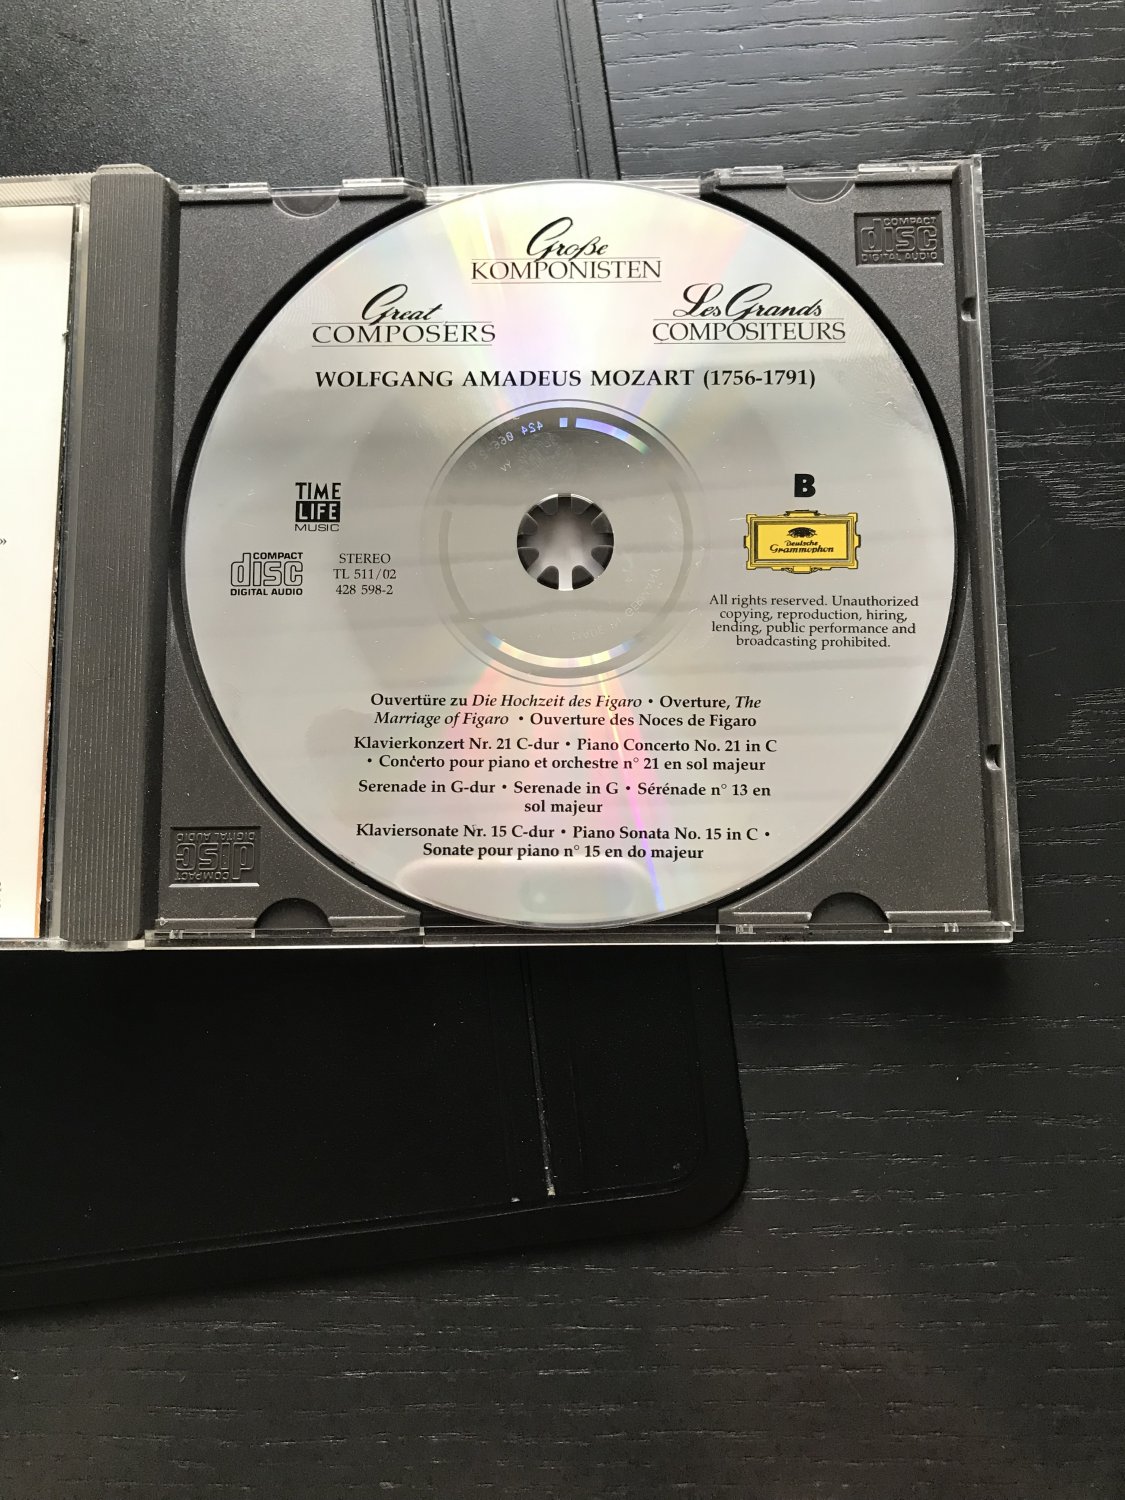 Große
KOMPONISTEN
Great
COMPOSERS
Les Grands
COMPOSITEURS
WOLFGANG AMADEUS MOZART (1756-1791)
TIME
LIFE
MUSIC
COMPACT
disc
DIGITAL AUDIO
STEREO
TL 511/02
428 598-2
B
Deutsche
Grammophon
All rights reserved. Unauthorized
copying, reproduction, hiring,
lending, public performance and
broadcasting prohibited.
Ouvertüre zu Die Hochzeit des Figaro • Overture, The
Marriage of Figaro • Ouverture des Noces de Figaro
Klavierkonzert Nr. 21 C-dur • Piano Concerto No. 21 in C
• Concerto pour piano et orchestre n° 21 en sol majeur
Serenade in G-dur • Serenade in G • Sérénade n° 13 en
sol majeur
Klaviersonate Nr. 15 C-dur • Piano Sonata No. 15 in C •
Sonate pour piano n° 15 en do majeur
COMPACT
disc
DIGITAL AUDIO
COMPACT
disc
DIGITAL AUDIO
»